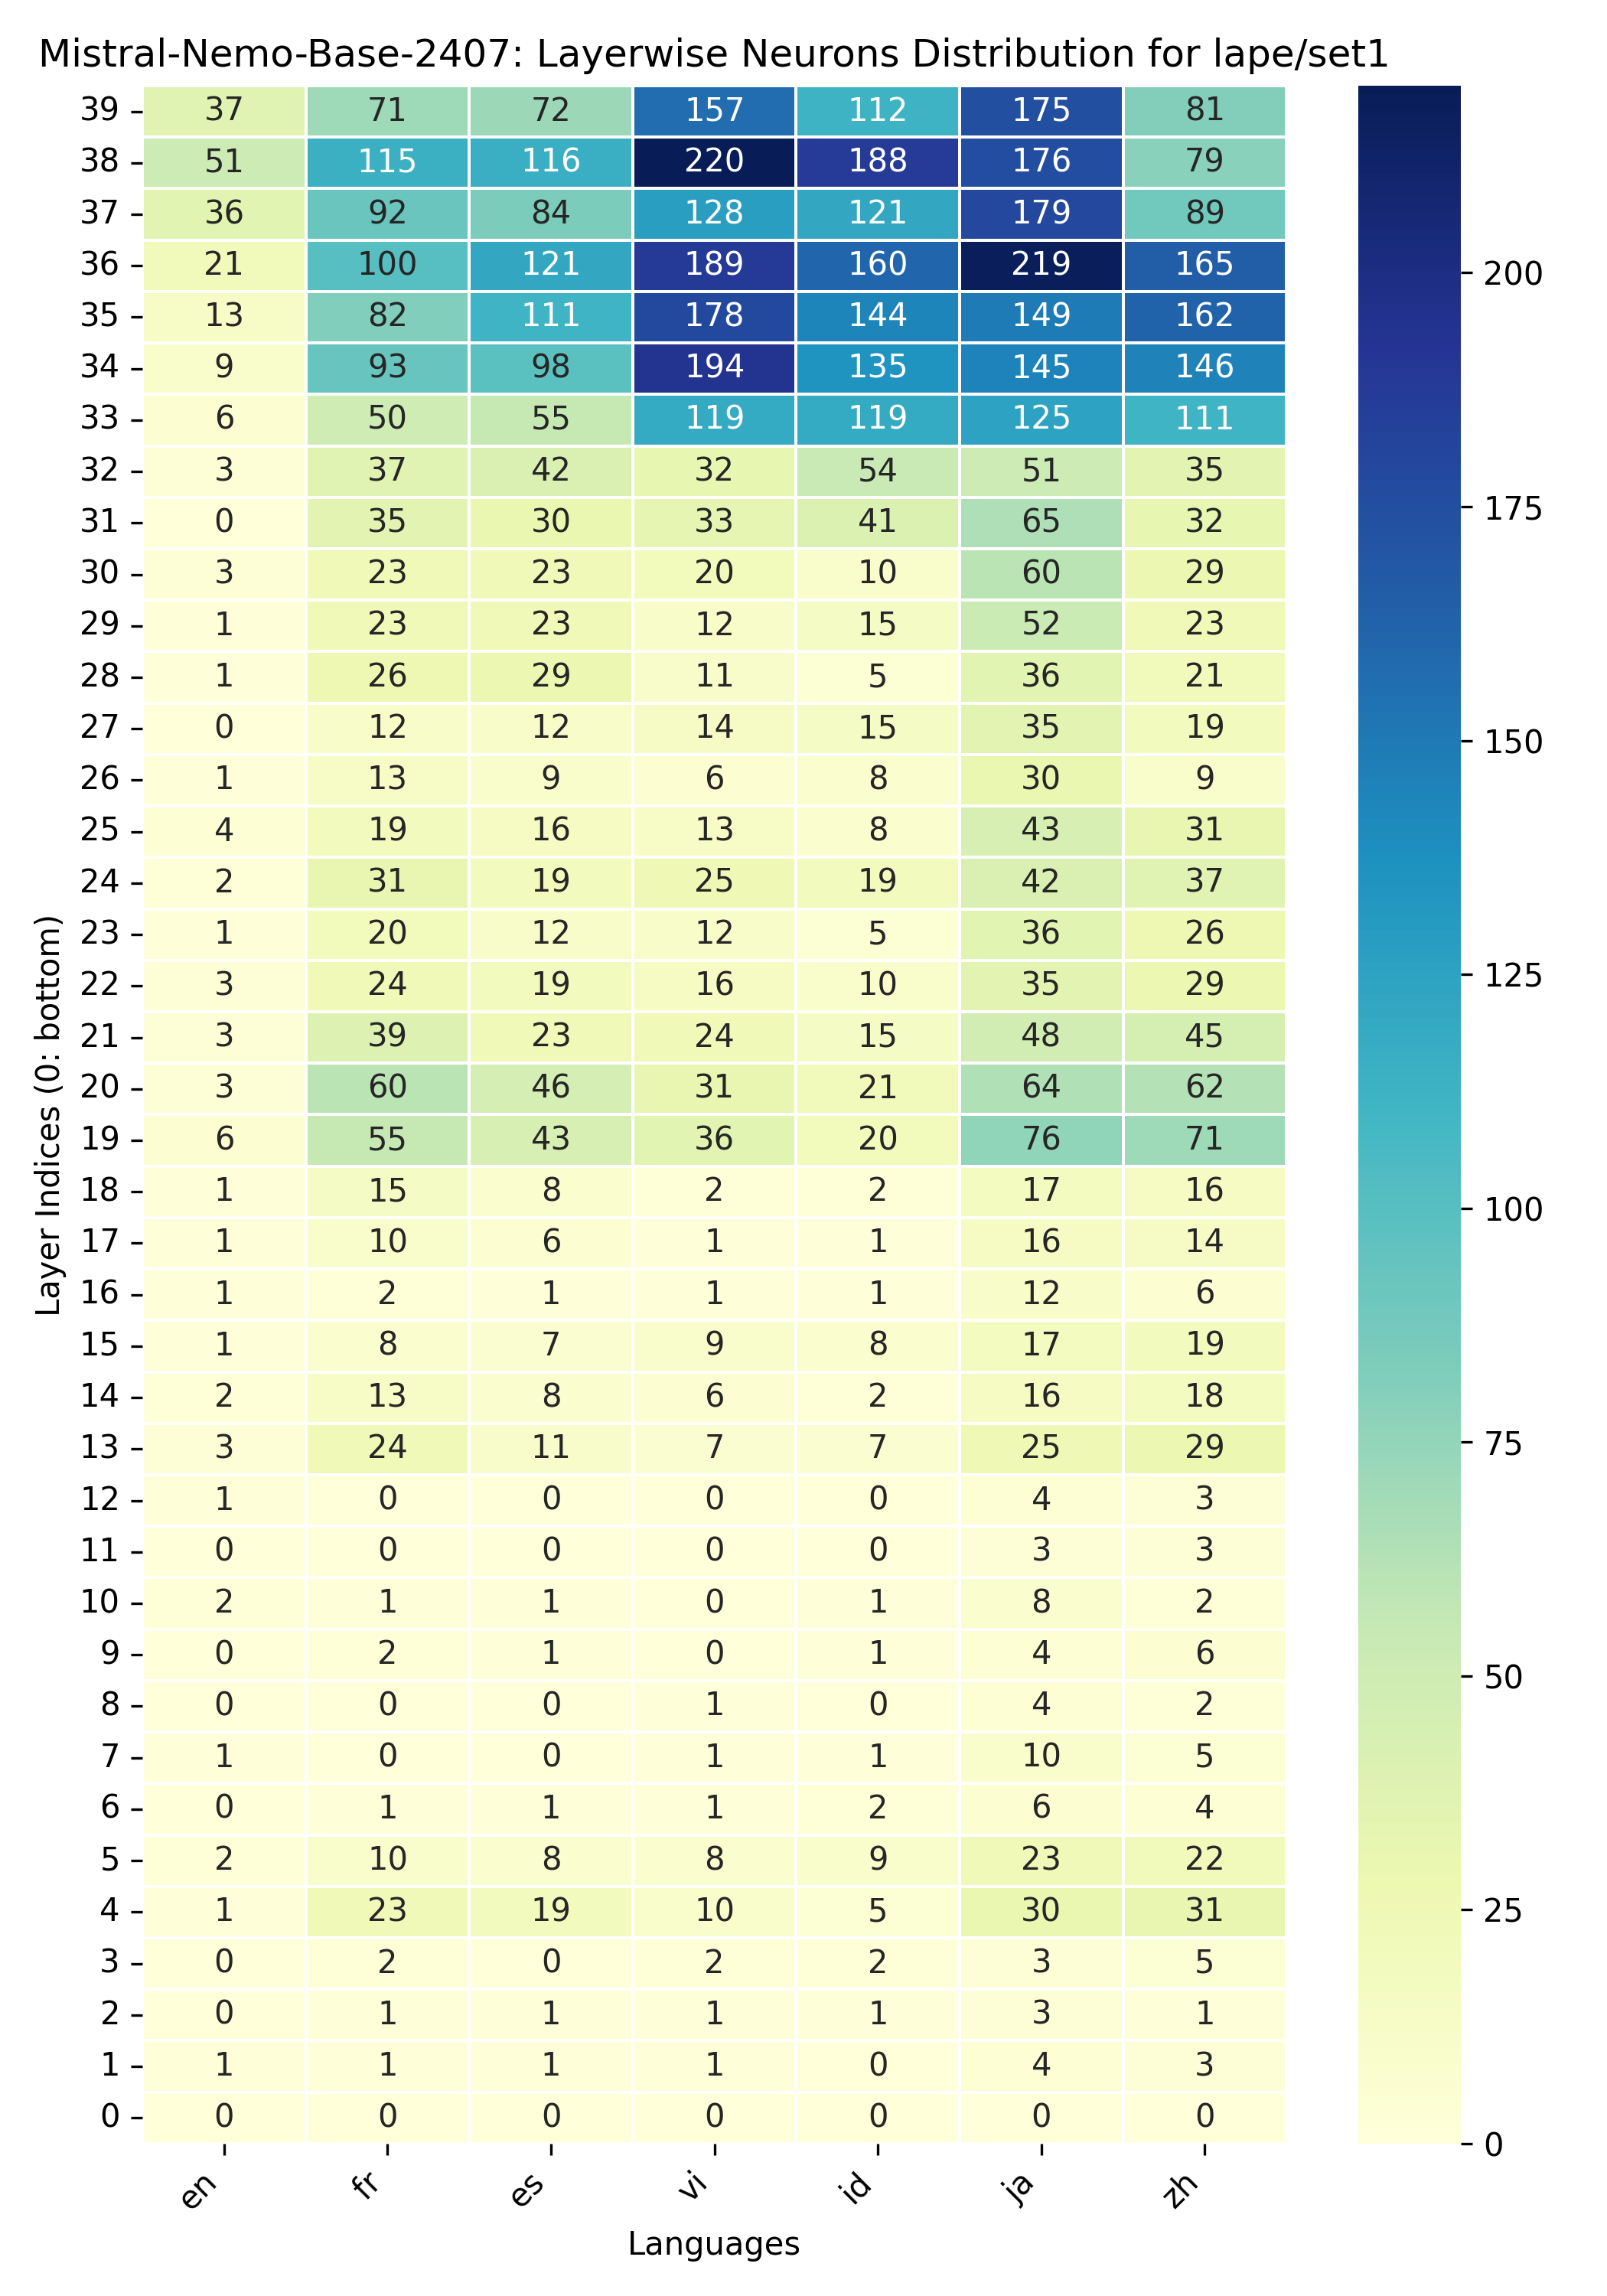 Mistral-Nemo-Base-2407: Layerwise Neurons Distribution for lape/set1
39 37 71 72 157 112 175 81
38 51 115 116 220 188 176 79
37 36 92 84 128 121 179 89
36 21 100 121 189 160 219 165
35 13 82 111 178 144 149 162
34 9 93 98 194 135 145 146
33 6 50 55 119 119 125 111
32 3 37 42 32 54 51 35
31 0 35 30 33 41 65 32
30 3 23 23 20 10 60 29
29 1 23 23 12 15 52 23
28 1 26 29 11 5 36 21
27 0 12 12 14 15 35 19
26 1 13 9 6 8 30 9
25 4 19 16 13 8 43 31
24 2 31 19 25 19 42 37
23 1 20 12 12 5 36 26
22 3 24 19 16 10 35 29
21 3 39 23 24 15 48 45
20 3 60 46 31 21 64 62
19 6 55 43 36 20 76 71
18 1 15 8 2 2 17 16
17 1 10 6 1 1 16 14
16 1 2 1 1 1 12 6
15 1 8 7 9 8 17 19
14 2 13 8 6 2 16 18
13 3 24 11 7 7 25 29
12 1 0 0 0 0 4 3
11 0 0 0 0 0 3 3
10 2 1 1 0 1 8 2
9 0 2 1 0 1 4 6
8 0 0 0 1 0 4 2
7 1 0 0 1 1 10 5
6 0 1 1 1 2 6 4
5 2 10 8 8 9 23 22
4 1 23 19 10 5 30 31
3 0 2 0 2 2 3 5
2 0 1 1 1 1 3 1
1 1 1 1 1 0 4 3
0 0 0 0 0 0 0 0
en fr es vi id ja zh
Languages
Layer Indices (0: bottom)
200
175
150
125
100
75
50
25
0